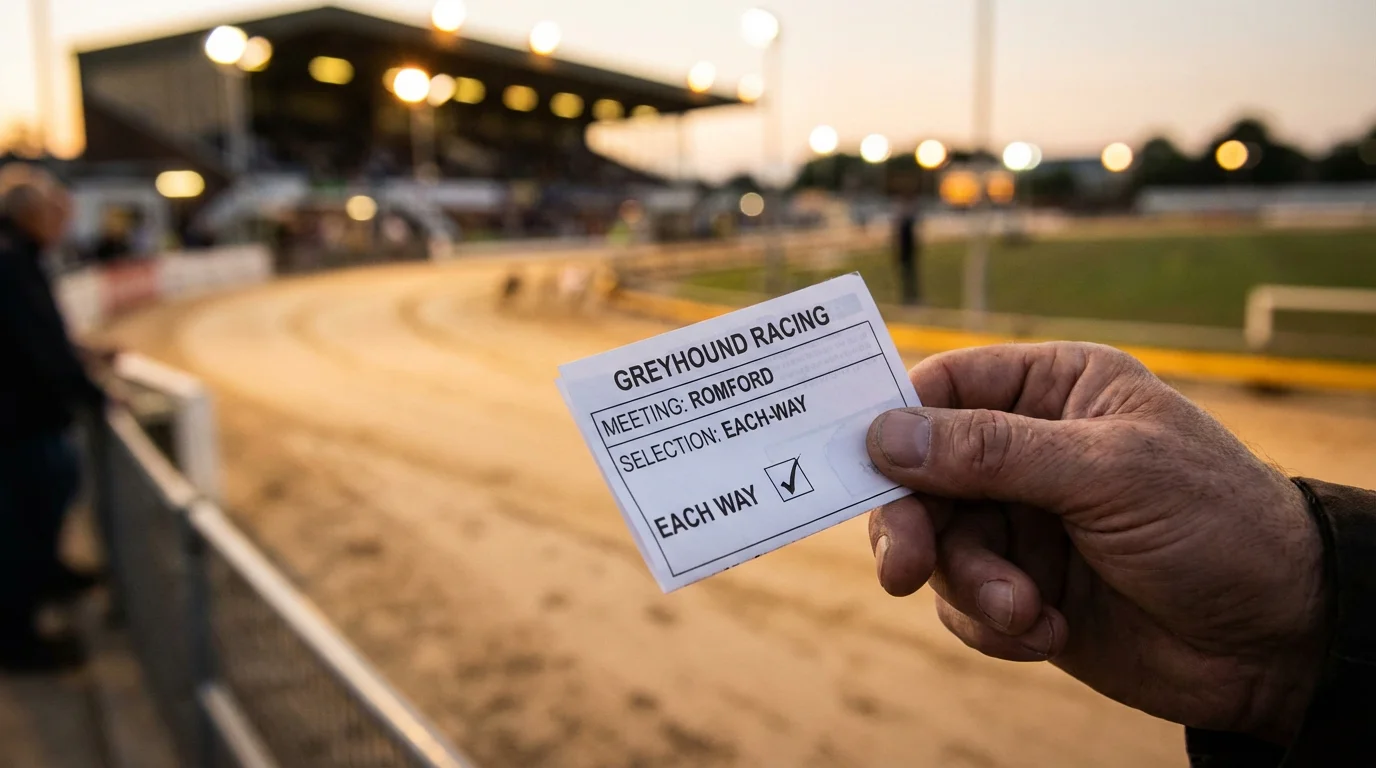 GREYHOUND RACING
MEETING: ROMFORD
SELECTION: EACH-WAY
EACH WAY